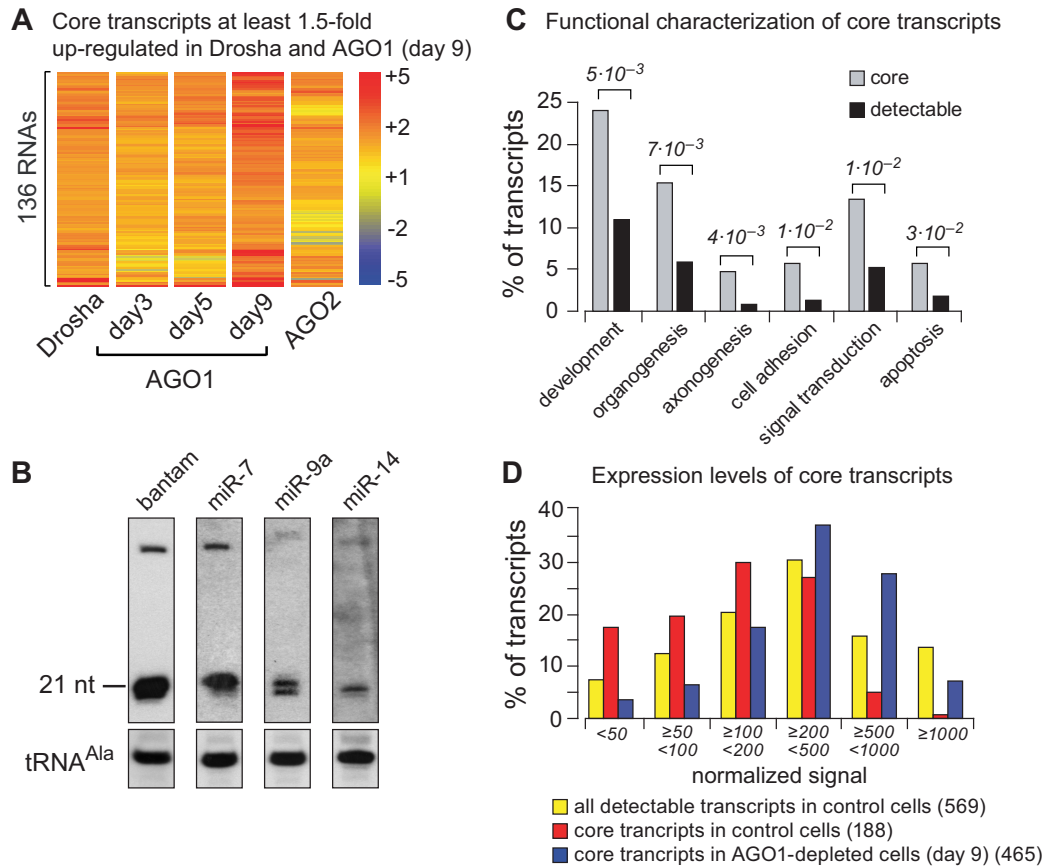 A
Core transcripts at least 1.5-fold
up-regulated in Drosha and AGO1 (day 9)
136 RNAs
+5
+2
+1
-2
-5
Drosha
day3
day5
day9
AGO2
AGO1
B
bantam
miR-7
miR-9a
miR-14
21 nt
tRNAAla
C
Functional characterization of core transcripts
% of transcripts
25
20
15
10
5
0
core
detectable
5·10–3
7·10–3
4·10–3
1·10–2
1·10–2
3·10–2
development
organogenesis
axonogenesis
cell adhesion
signal transduction
apoptosis
D
Expression levels of core transcripts
% of transcripts
40
30
20
10
0
<50
≥50
<100
≥100
<200
≥200
<500
≥500
<1000
≥1000
normalized signal
all detectable transcripts in control cells (569)
core trancripts in control cells (188)
core trancripts in AGO1-depleted cells (day 9) (465)